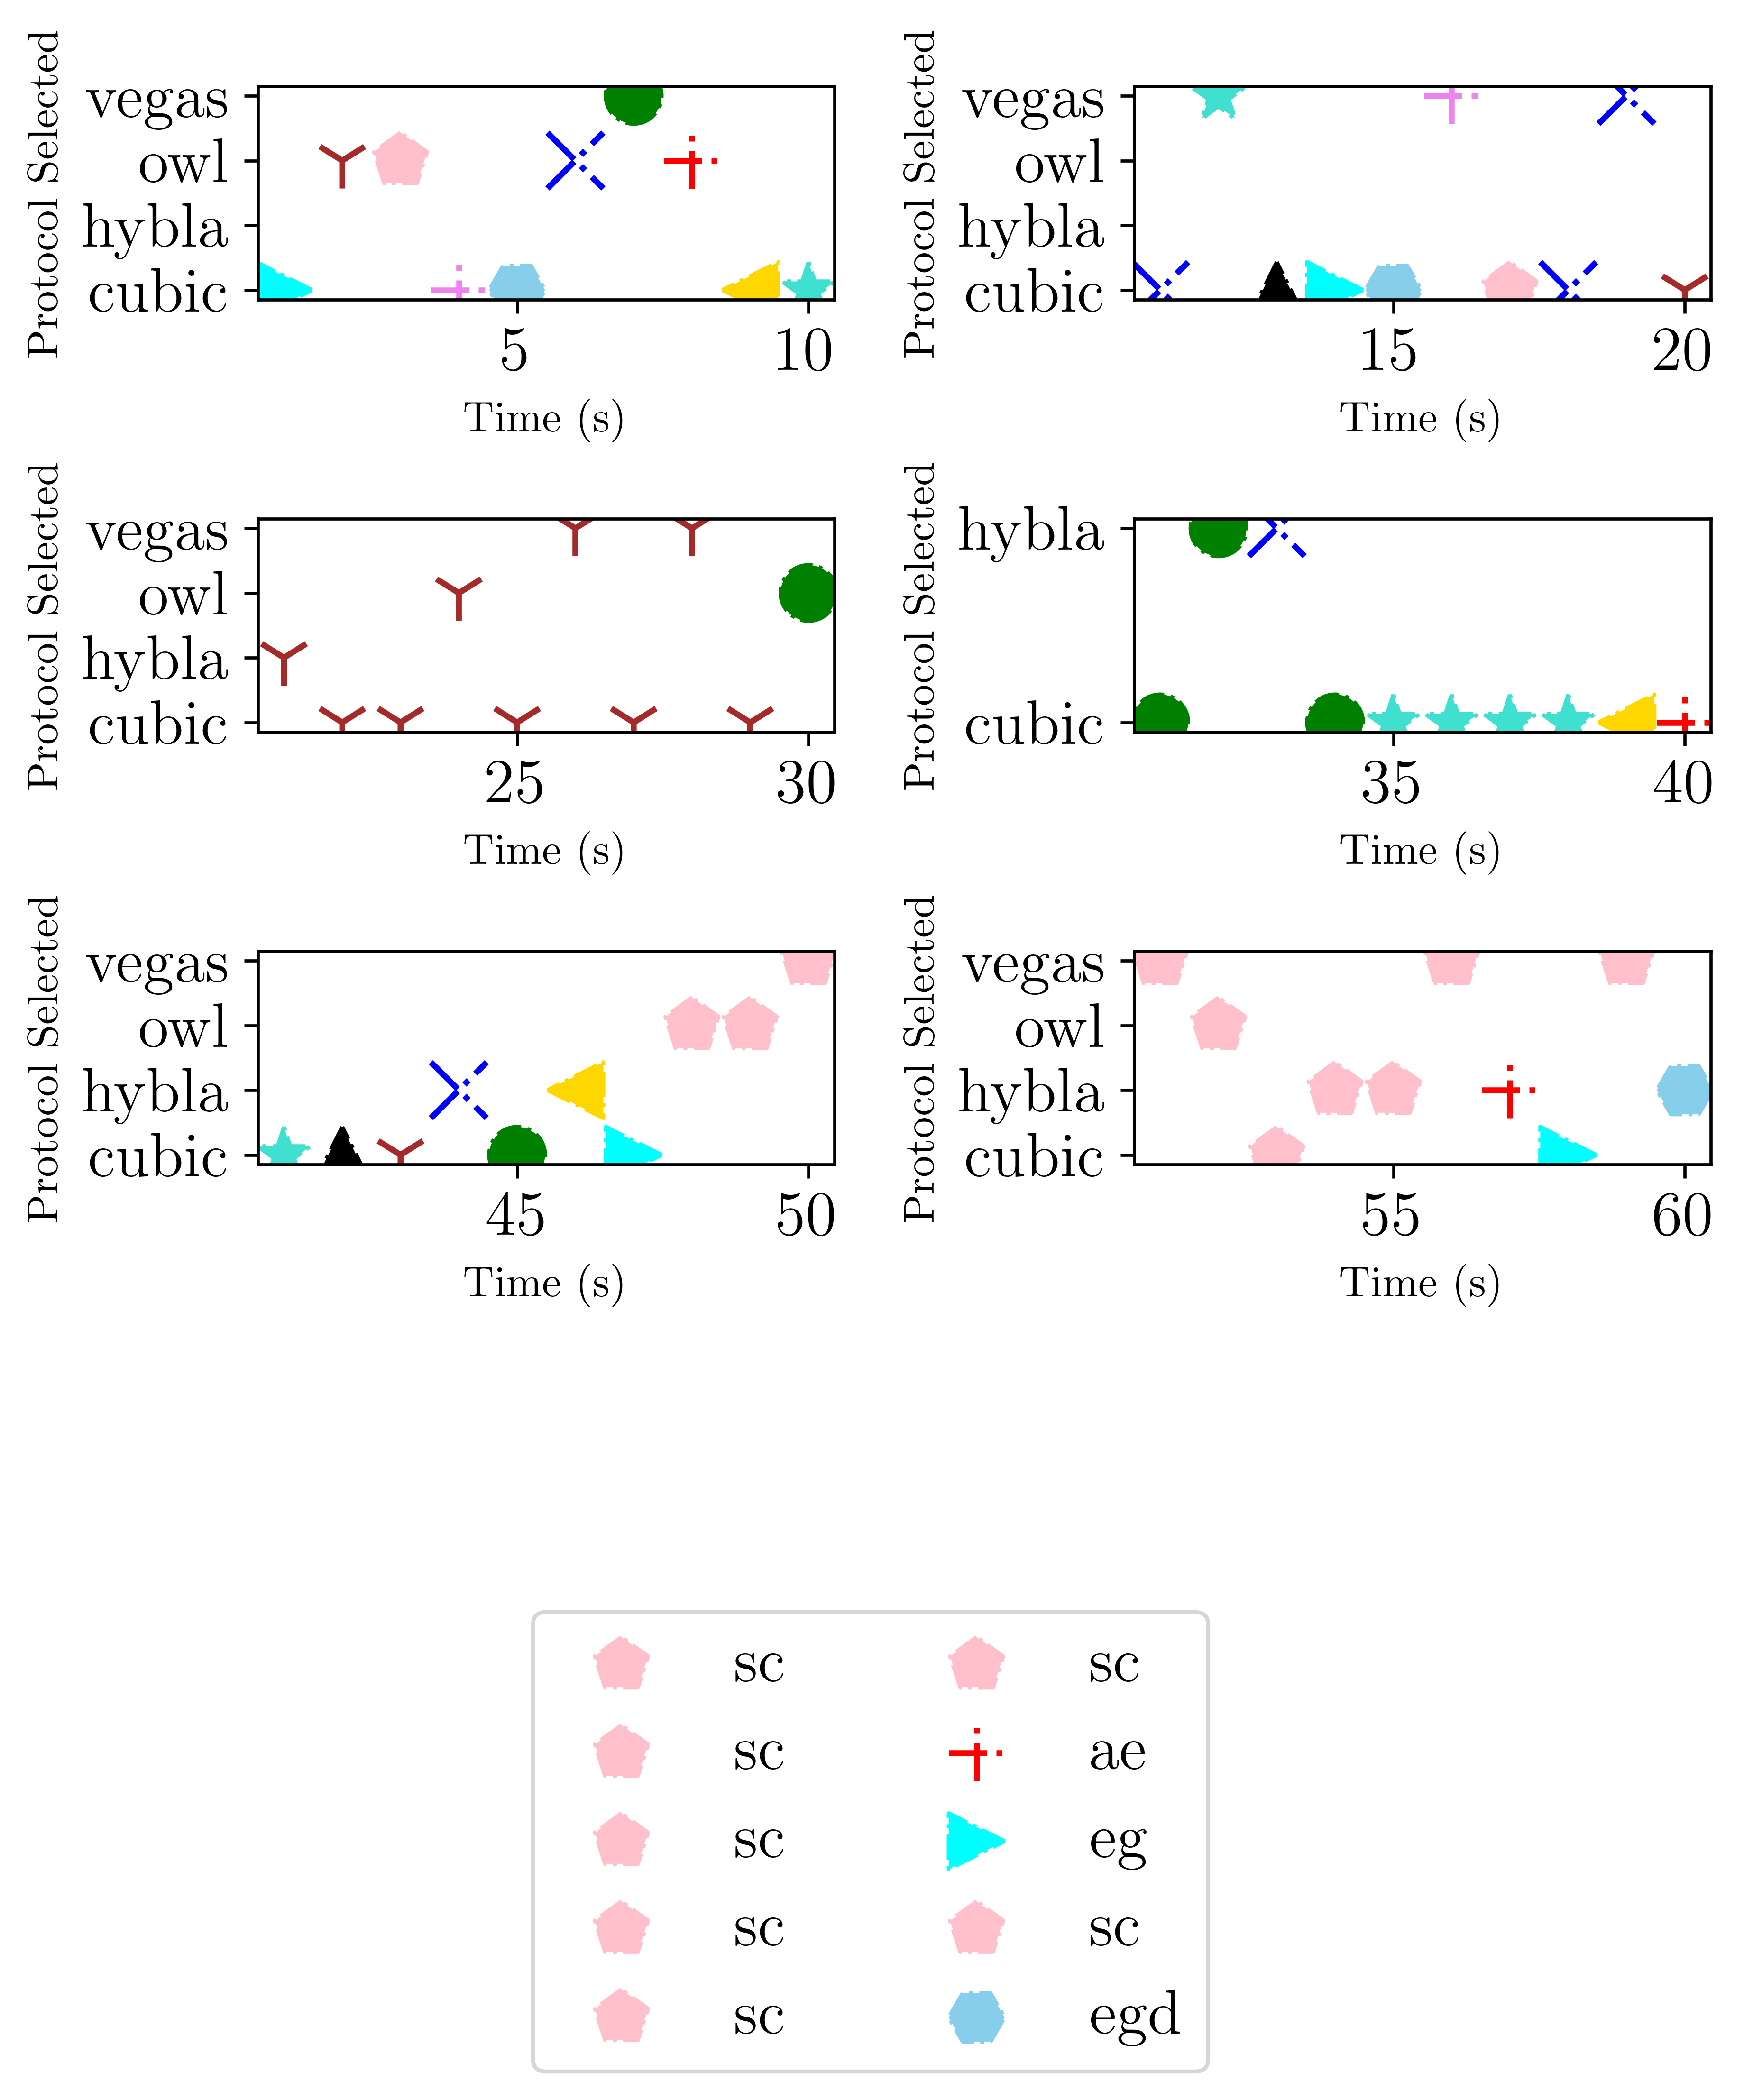 Protocol Selected
vegas
owl
hybla
cubic
5
10
Time (s)
Protocol Selected
vegas
owl
hybla
cubic
15
20
Time (s)
Protocol Selected
vegas
owl
hybla
cubic
25
30
Time (s)
Protocol Selected
hybla
cubic
35
40
Time (s)
Protocol Selected
vegas
owl
hybla
cubic
45
50
Time (s)
Protocol Selected
vegas
owl
hybla
cubic
55
60
Time (s)
sc
sc
sc
sc
sc
sc
ae
eg
sc
egd